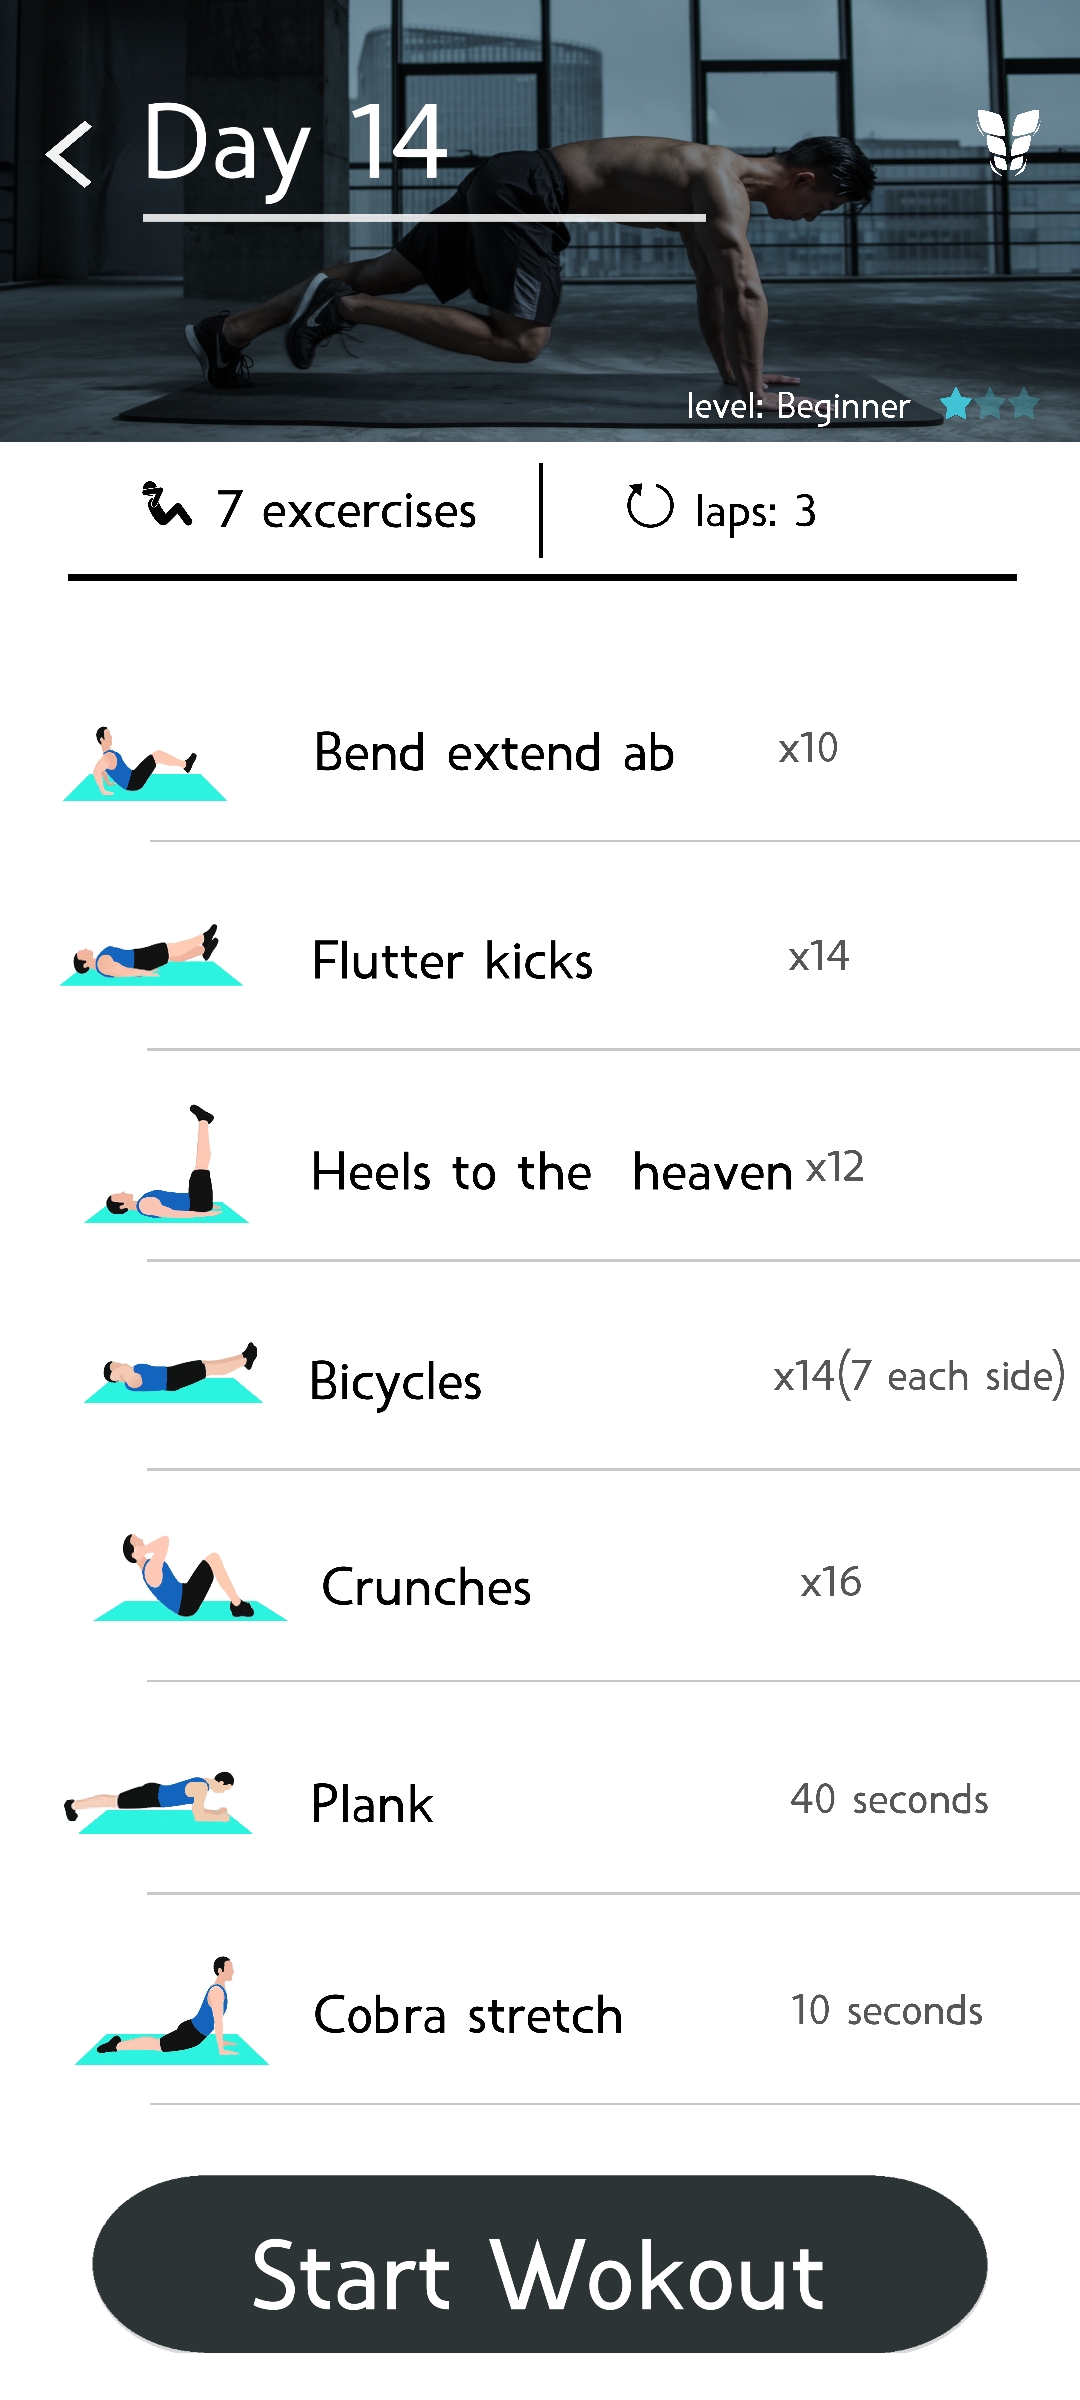 Day 14
level: Beginner
7 excercises
laps: 3
Bend extend ab x10
Flutter kicks x14
Heels to the heaven x12
Bicycles x14(7 each side)
Crunches x16
Plank 40 seconds
Cobra stretch 10 seconds
Start Wokout